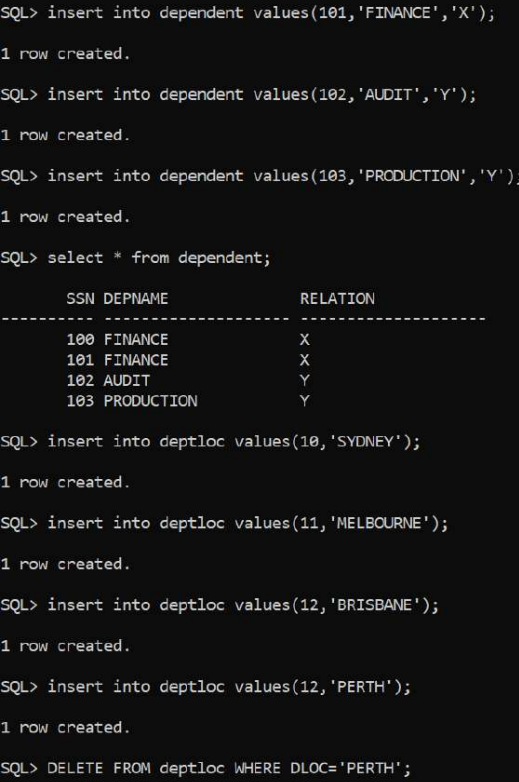 SQL> insert into dependent values(101,'FINANCE','X');
1 row created.
SQL> insert into dependent values(102,'AUDIT','Y');
1 row created.
SQL> insert into dependent values(103,'PRODUCTION','Y');
1 row created.
SQL> select * from dependent;
SSN DEPNAME RELATION
---------- -------------------- --------------------
100 FINANCE X
101 FINANCE X
102 AUDIT Y
103 PRODUCTION Y
SQL> insert into deptloc values(10,'SYDNEY');
1 row created.
SQL> insert into deptloc values(11,'MELBOURNE');
1 row created.
SQL> insert into deptloc values(12,'BRISBANE');
1 row created.
SQL> insert into deptloc values(12,'PERTH');
1 row created.
SQL> DELETE FROM deptloc WHERE DLOC='PERTH';